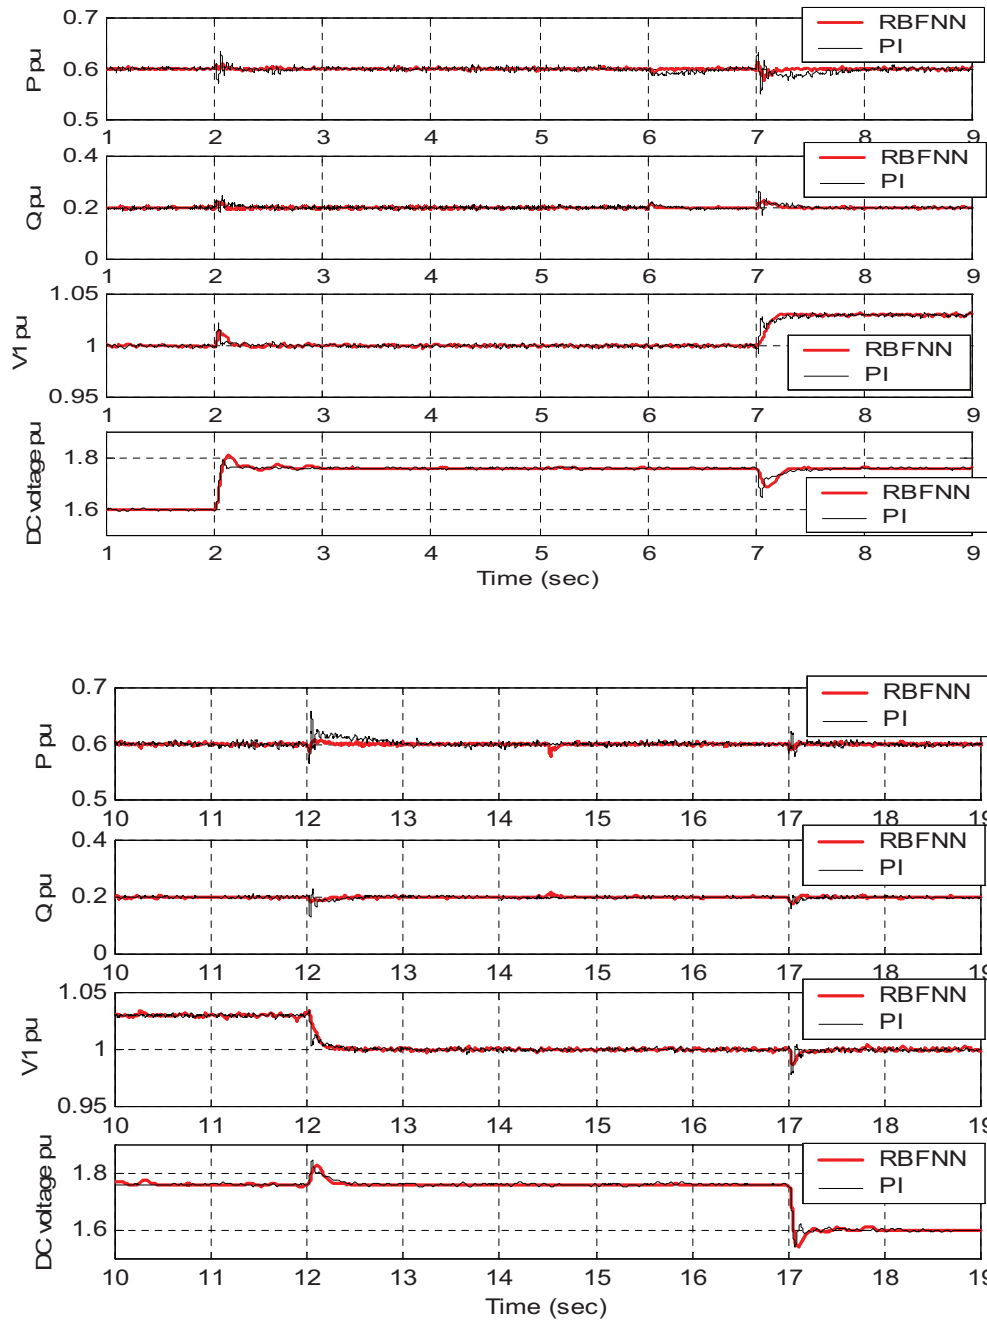 0.7
RBFNN
PI
P pu
0.6
0.5
1 2 3 4 5 6 7 8 9
0.4
RBFNN
PI
Q pu
0.2
0
1 2 3 4 5 6 7 8 9
1.05
V1 pu
1
RBFNN
PI
0.95
1 2 3 4 5 6 7 8 9
DC voltage pu
1.8
RBFNN
PI
1.6
1 2 3 4 5 6 7 8 9
Time (sec)
0.7
RBFNN
PI
P pu
0.6
0.5
10 11 12 13 14 15 16 17 18 19
0.4
RBFNN
PI
Q pu
0.2
0
10 11 12 13 14 15 16 17 18 19
1.05
RBFNN
PI
V1 pu
1
0.95
10 11 12 13 14 15 16 17 18 19
DC voltage pu
RBFNN
PI
1.8
1.6
10 11 12 13 14 15 16 17 18 19
Time (sec)